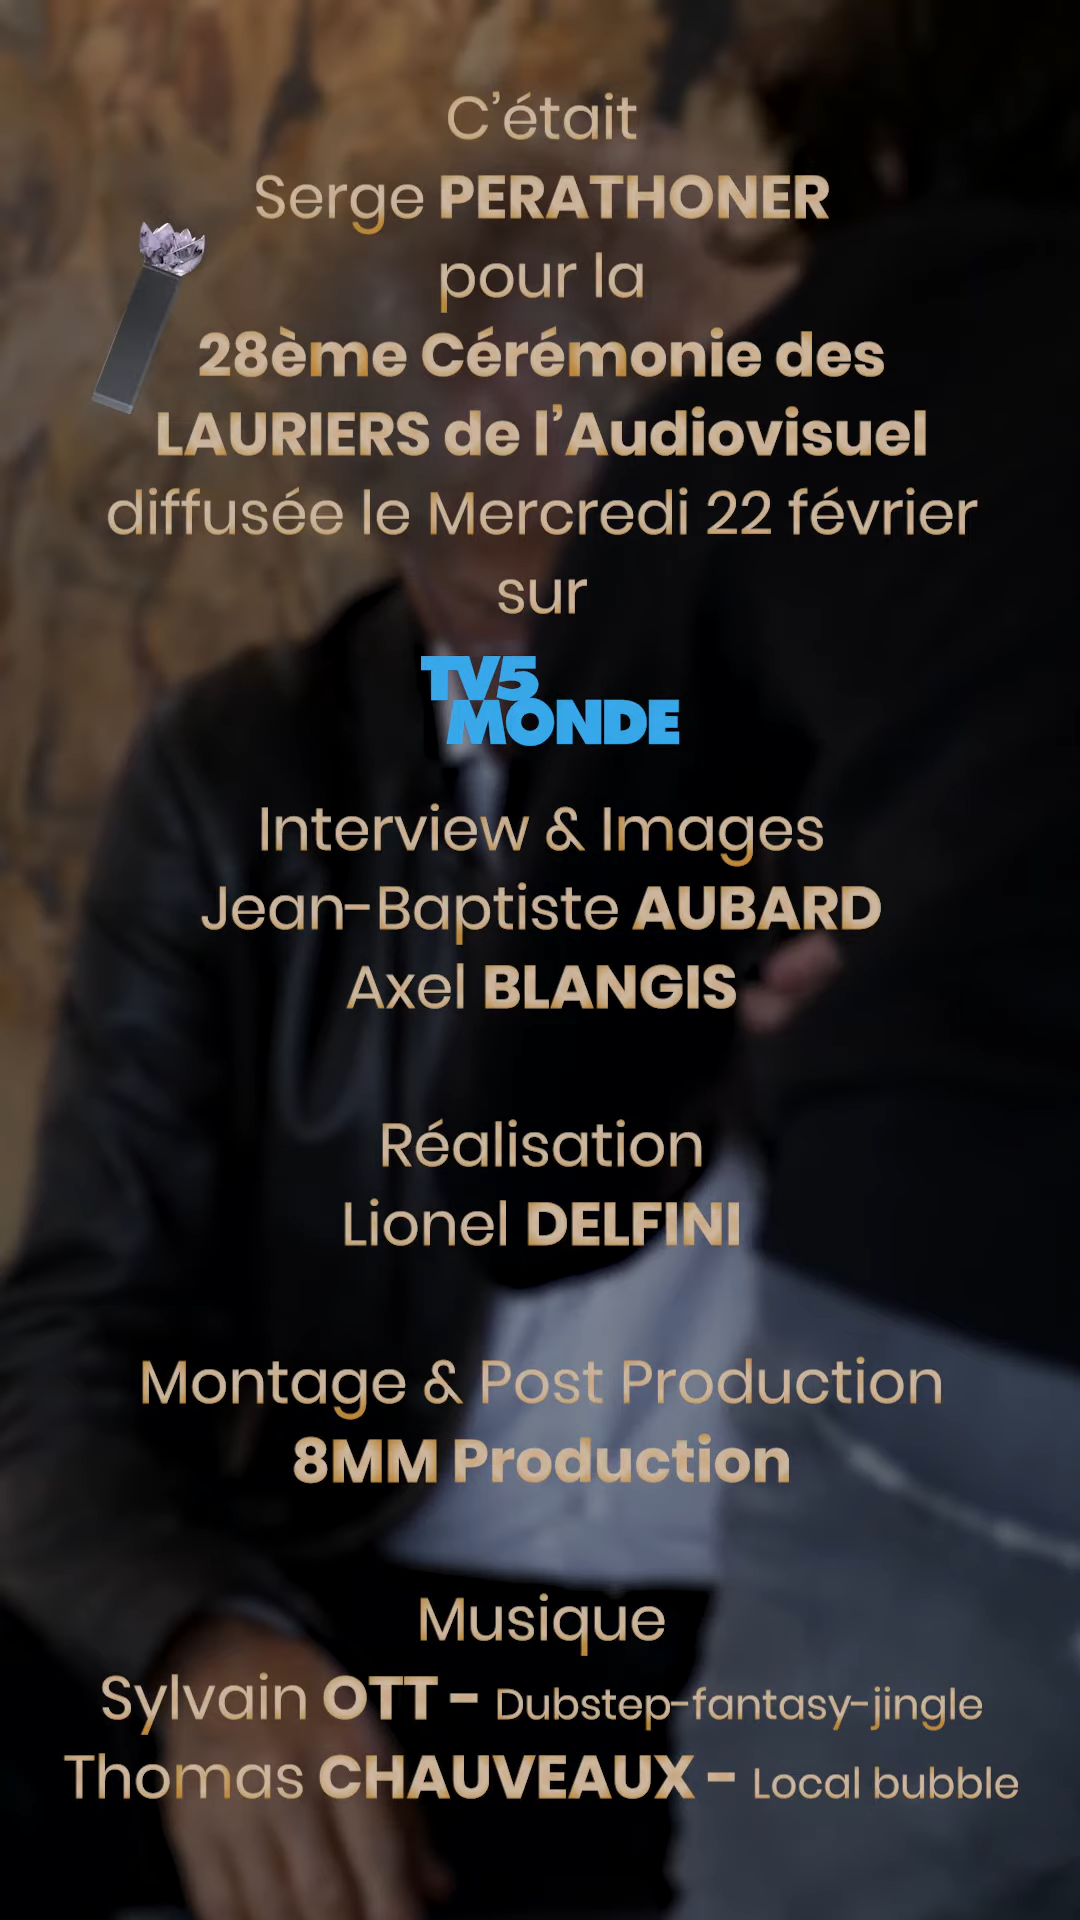 C’était
Serge PERATHONER
pour la
28ème Cérémonie des
LAURIERS de l’Audiovisuel
diffusée le Mercredi 22 février
sur
TV5
MONDE
Interview & Images
Jean-Baptiste AUBARD
Axel BLANGIS
Réalisation
Lionel DELFINI
Montage & Post Production
8MM Production
Musique
Sylvain OTT - Dubstep-fantasy-jingle
Thomas CHAUVEAUX - Local bubble